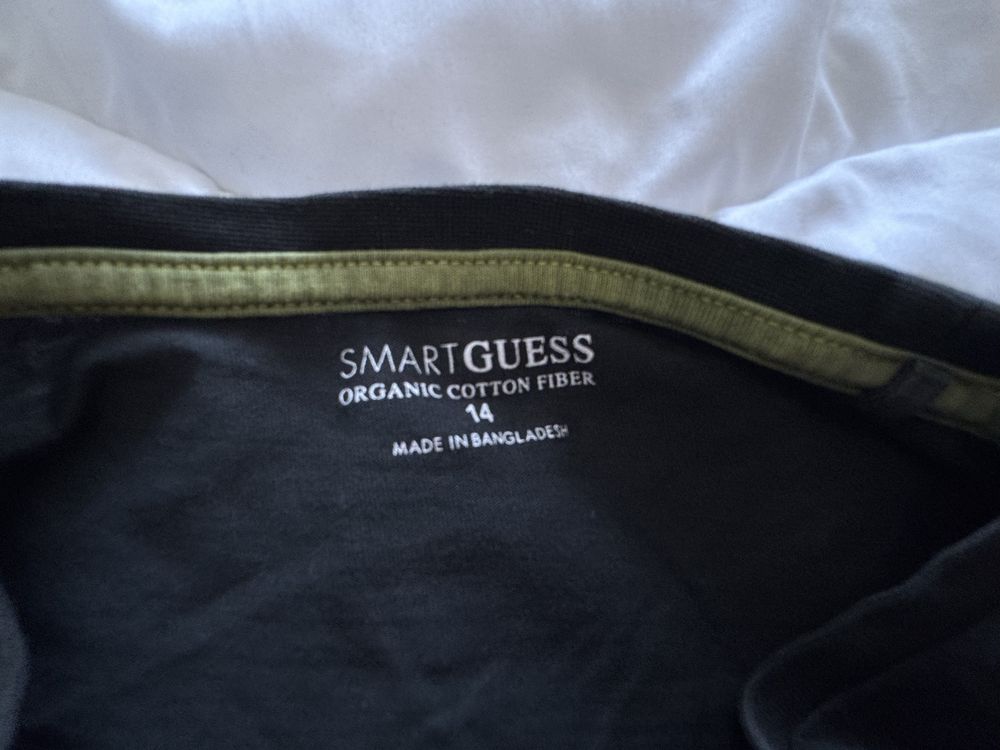 SMARTGUESS
ORGANIC COTTON FIBER
14
MADE IN BANGLADESH